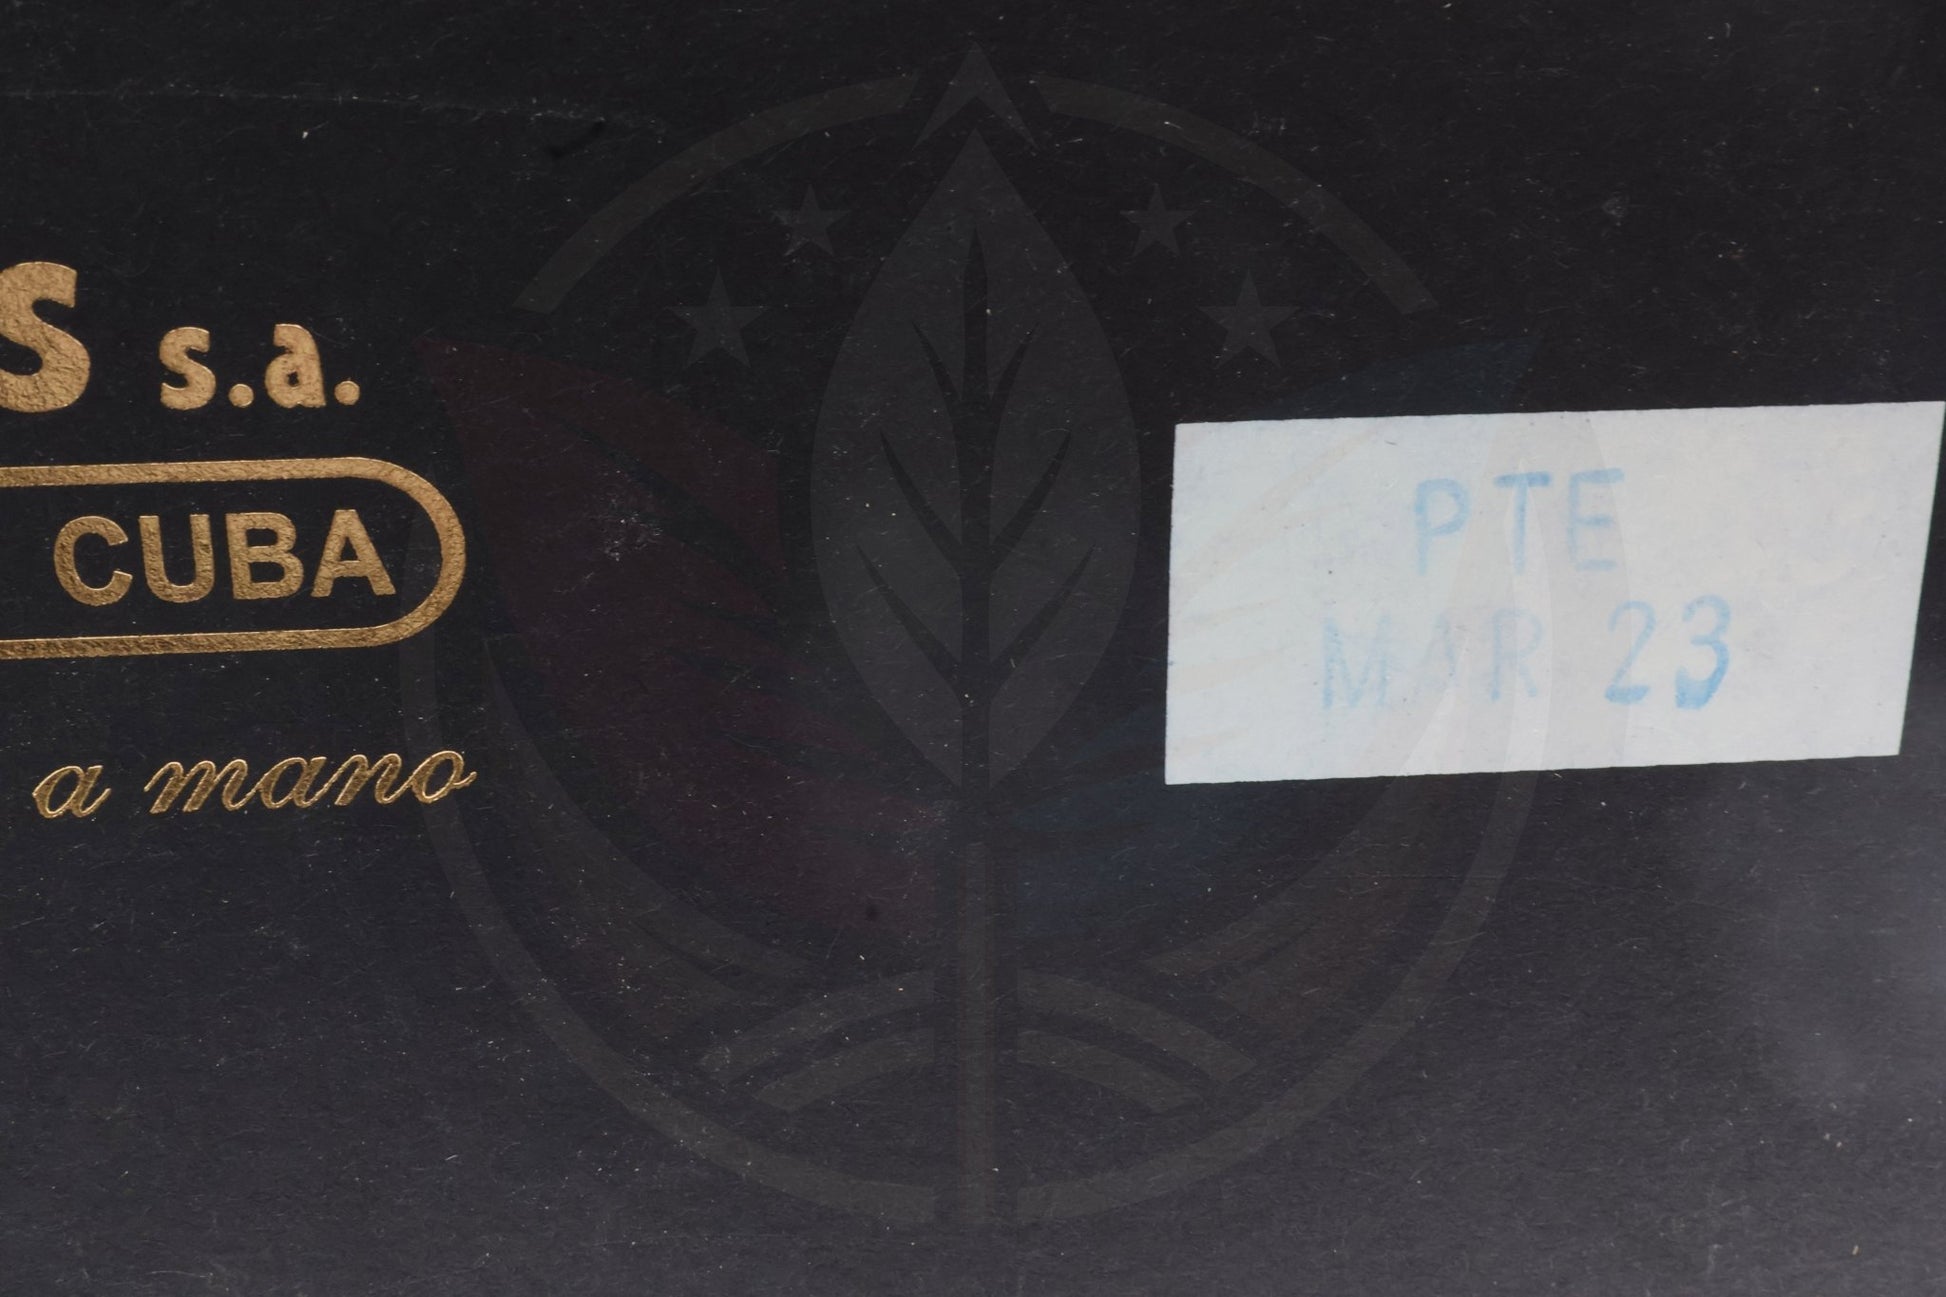 S s.a.
CUBA
a mano
PTE
MAR 23